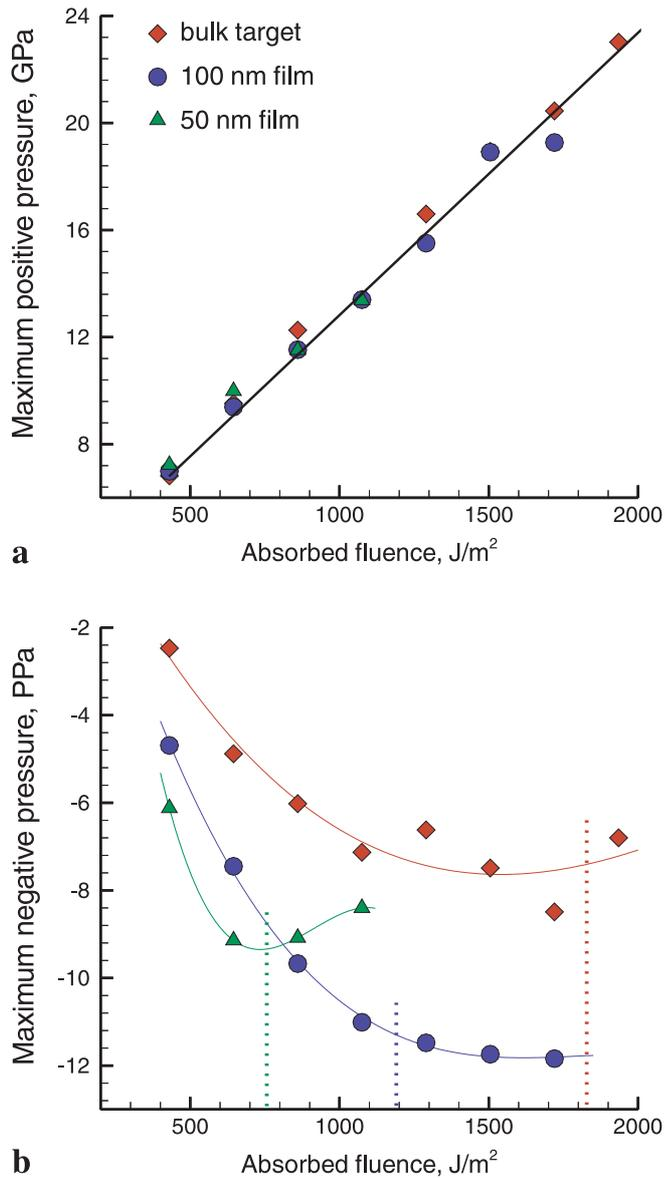 24
20
16
12
8
Maximum positive pressure, GPa
bulk target
100 nm film
50 nm film
500
1000
1500
2000
Absorbed fluence, J/m²
a
-2
-4
-6
-8
-10
-12
Maximum negative pressure, PPa
500
1000
1500
2000
Absorbed fluence, J/m²
b